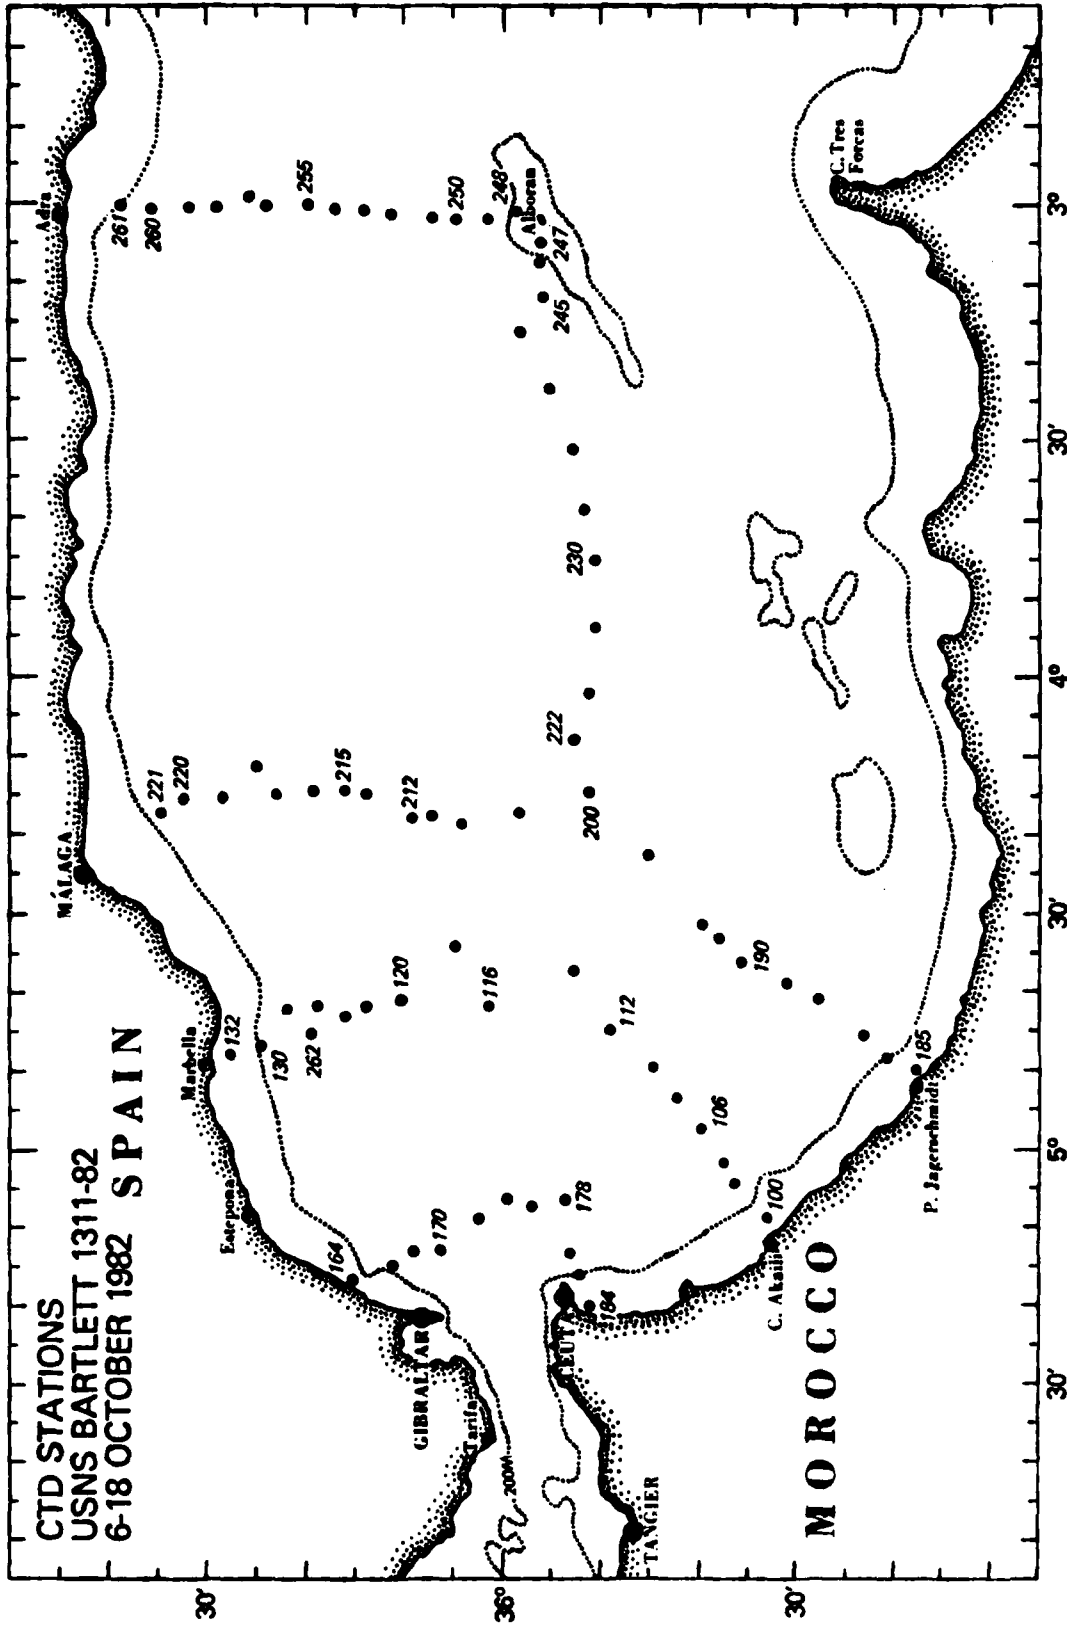 CTD STATIONS
USNS BARTLETT 1311-82
6-18 OCTOBER 1982
SPAIN
MÁLAGA
Adra
Marbella
Estepona
GIBRALTAR
Tarifa
200M
TANGIER
CEUTA
MOROCCO
C. Akaili
P. Jagerschmidt
Alboran
C. Tres
Forcas
261
260
255
250
248
247
245
230
222
221
220
215
212
200
190
185
184
178
170
164
132
130
262
120
116
112
106
100
30'
36°
30'
30'
5°
30'
4°
30'
3°